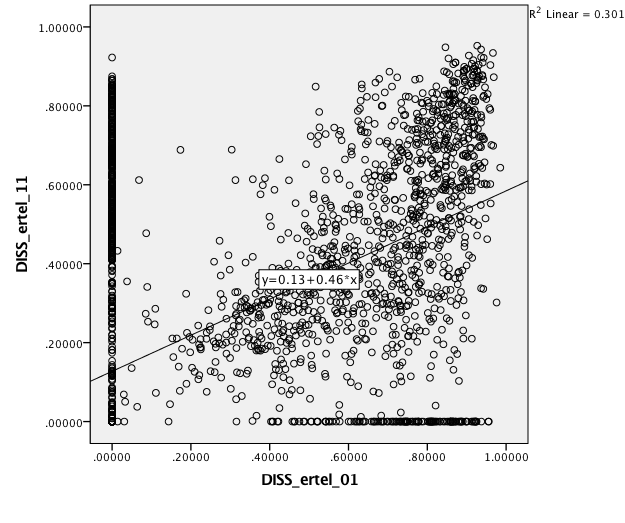 R² Linear = 0.301
1.00000
.80000
.60000
.40000
.20000
.00000
DISS_ertel_11
y=0.13+0.46*x
.00000 .20000 .40000 .60000 .80000 1.00000
DISS_ertel_01